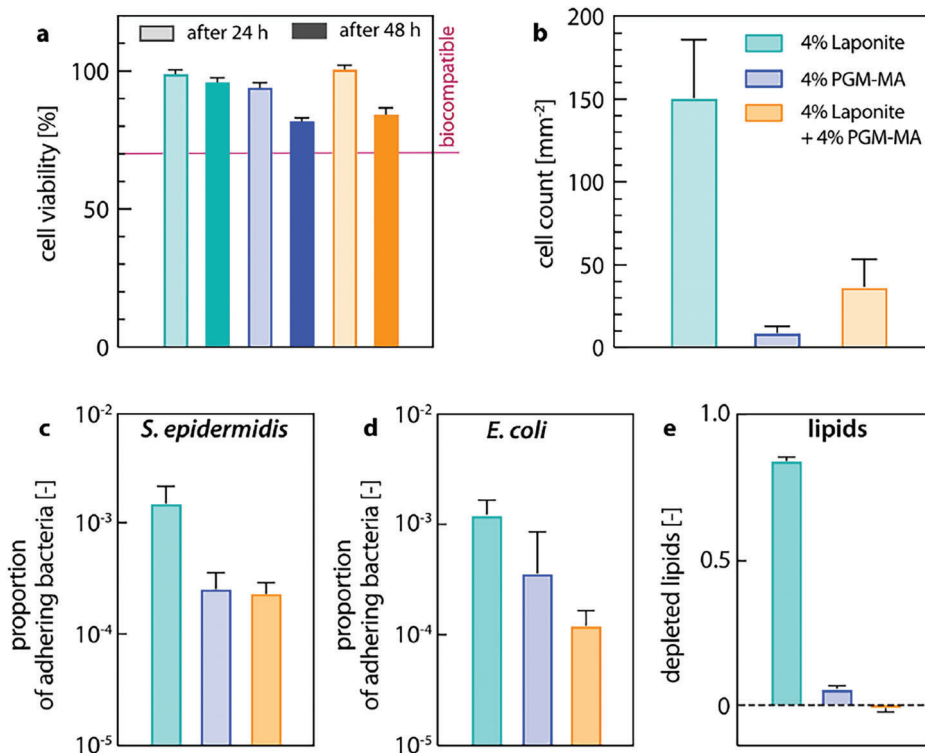 a
after 24 h
after 48 h
100
50
0
cell viability [%]
biocompatible
b
200
150
100
50
0
cell count [mm-2]
4% Laponite
4% PGM-MA
4% Laponite
+ 4% PGM-MA
c
S. epidermidis
10-2
10-3
10-4
10-5
proportion
of adhering bacteria [-]
d
E. coli
10-2
10-3
10-4
10-5
proportion
of adhering bacteria [-]
e
lipids
1.0
0.5
0
depleted lipids [-]